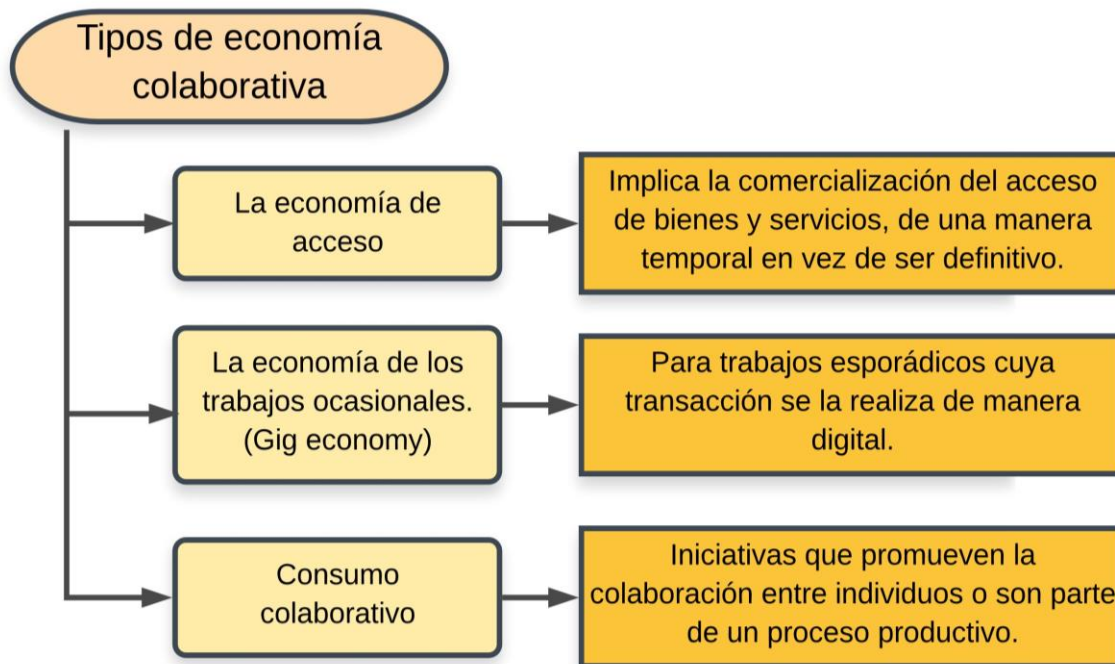 Tipos de economía
colaborativa
La economía de
acceso
Implica la comercialización del acceso
de bienes y servicios, de una manera
temporal en vez de ser definitivo.
La economía de los
trabajos ocasionales.
(Gig economy)
Para trabajos esporádicos cuya
transacción se la realiza de manera
digital.
Consumo
colaborativo
Iniciativas que promueven la
colaboración entre individuos o son parte
de un proceso productivo.